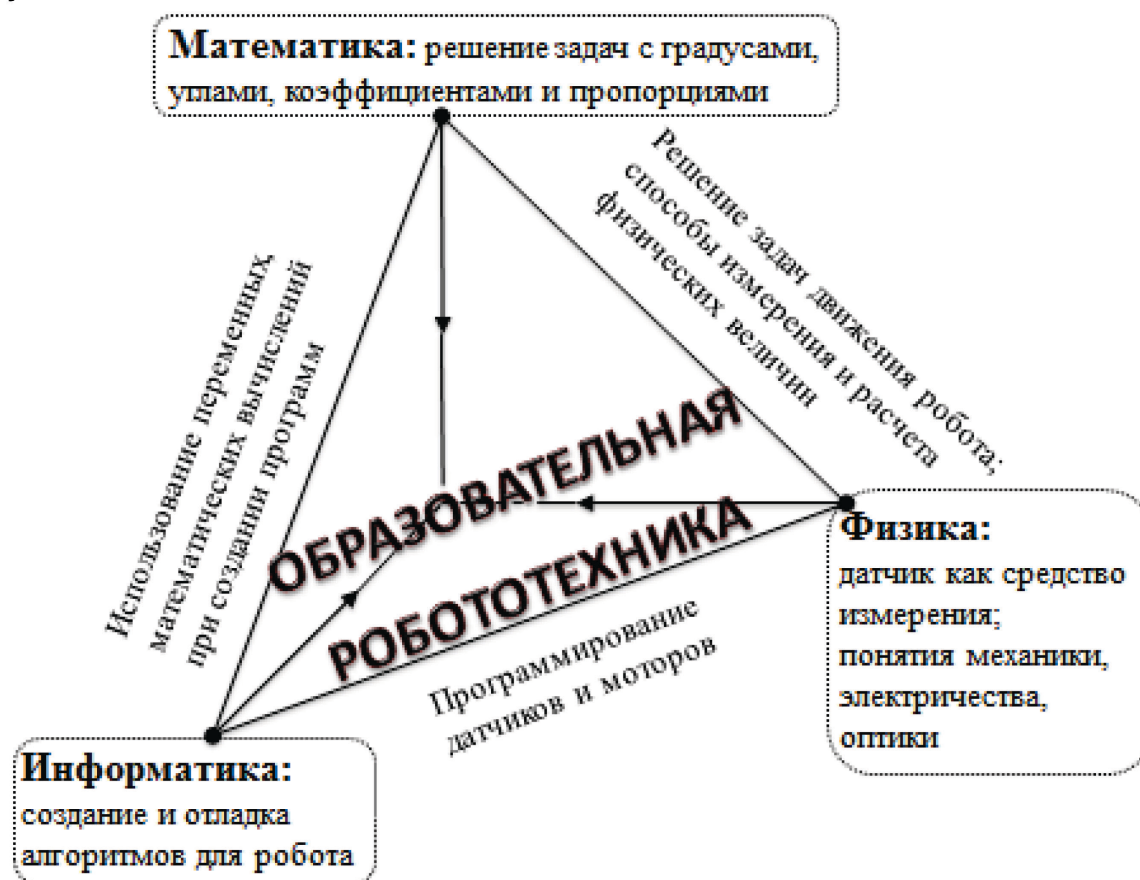 Математика: решение задач с градусами,
углами, коэффициентами и пропорциями
Решение задач движения робота;
способы измерения и расчета
физических величин
Использование переменных,
математических вычислений
при создании программ
ОБРАЗОВАТЕЛЬНАЯ
РОБОТОТЕХНИКА
Программирование
датчиков и моторов
Физика:
датчик как средство
измерения;
понятия механики,
электричества,
оптики
Информатика:
создание и отладка
алгоритмов для робота